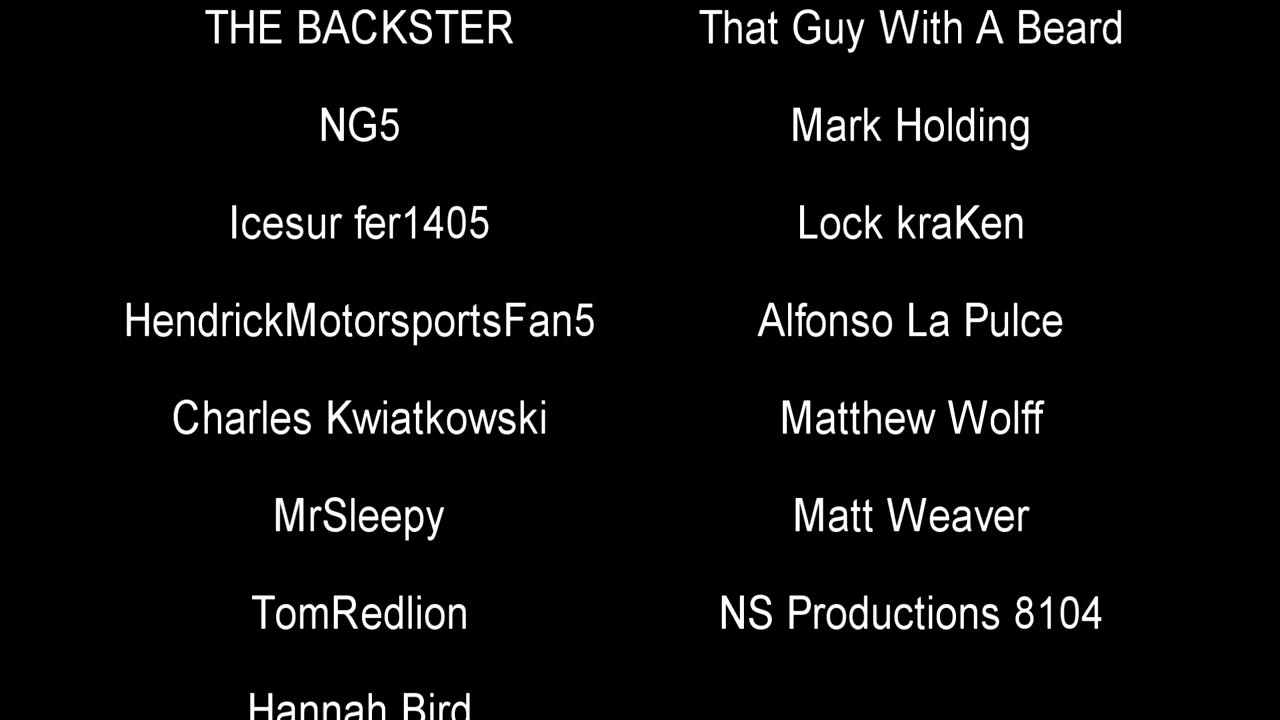 THE BACKSTER
That Guy With A Beard
NG5
Mark Holding
Icesur fer1405
Lock kraKen
HendrickMotorsportsFan5
Alfonso La Pulce
Charles Kwiatkowski
Matthew Wolff
MrSleepy
Matt Weaver
TomRedlion
NS Productions 8104
Hannah Bird